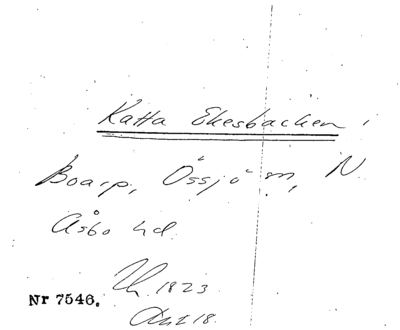 Katta Ekesbacken,
Boarp, Össjö sn, N
Åsbo hd.
1823
Nr 7546.